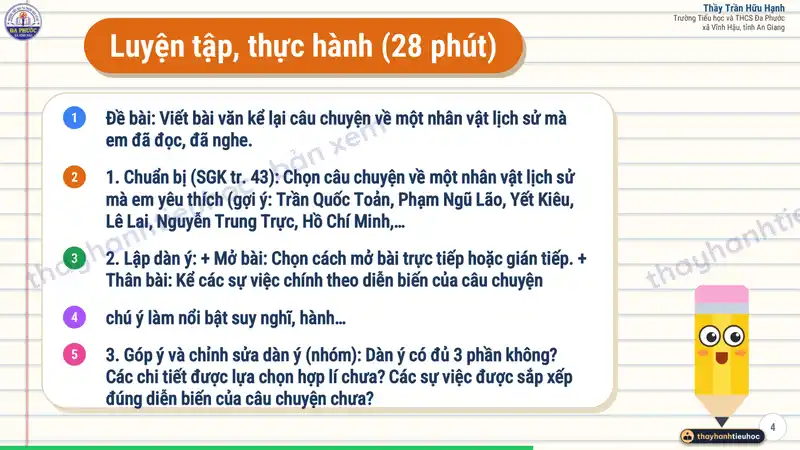 Thầy Trần Hữu Hạnh
Trường Tiểu học và THCS Đa Phước
xã Vĩnh Hậu, tỉnh An Giang
ĐA PHƯỚC
Luyện tập, thực hành (28 phút)
1 Đề bài: Viết bài văn kể lại câu chuyện về một nhân vật lịch sử mà
em đã đọc, đã nghe.
2 1. Chuẩn bị (SGK tr. 43): Chọn câu chuyện về một nhân vật lịch sử
mà em yêu thích (gợi ý: Trần Quốc Toản, Phạm Ngũ Lão, Yết Kiêu,
Lê Lai, Nguyễn Trung Trực, Hồ Chí Minh,…
3 2. Lập dàn ý: + Mở bài: Chọn cách mở bài trực tiếp hoặc gián tiếp. +
Thân bài: Kể các sự việc chính theo diễn biến của câu chuyện
4 chú ý làm nổi bật suy nghĩ, hành…
5 3. Góp ý và chỉnh sửa dàn ý (nhóm): Dàn ý có đủ 3 phần không?
Các chi tiết được lựa chọn hợp lí chưa? Các sự việc được sắp xếp
đúng diễn biến của câu chuyện chưa?
4
thayhanhtieuhoc